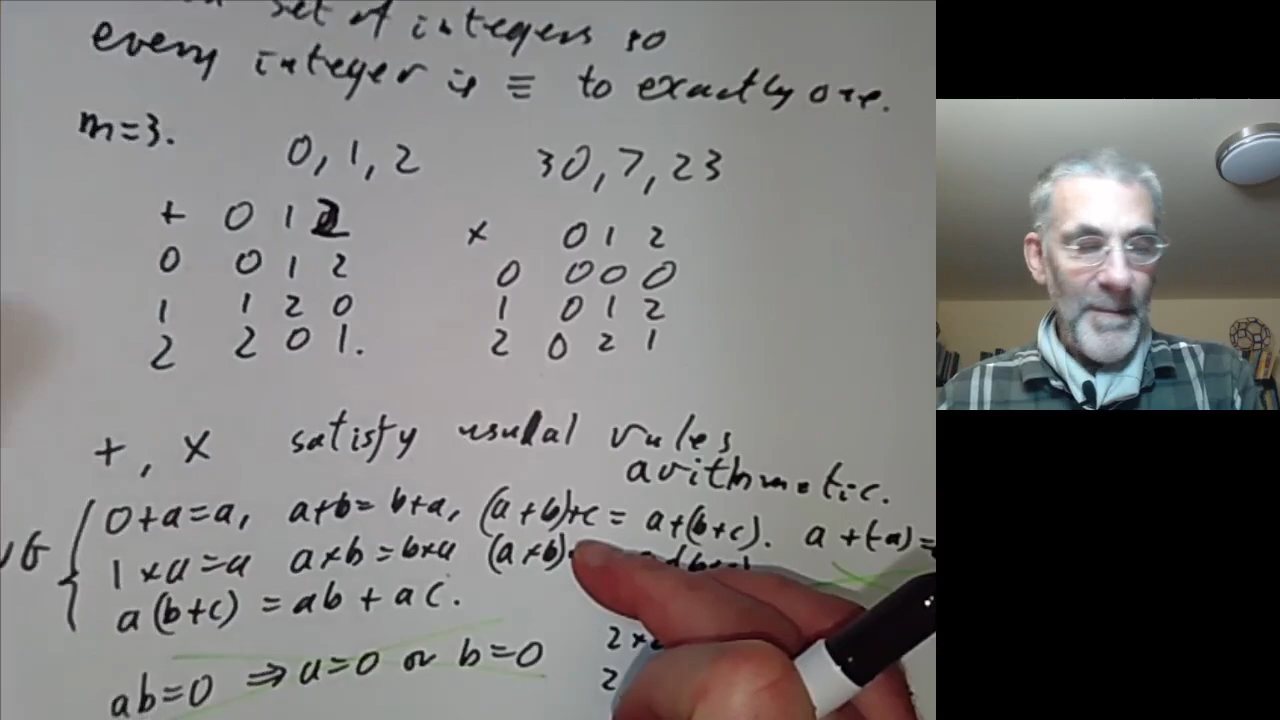 set of integers so
every integer is ≡ to exactly one.
m=3.
0, 1, 2 30, 7, 23
+ 0 1 2 × 0 1 2
0 0 1 2 0 0 0 0
1 1 2 0 1 0 1 2
2 2 0 1. 2 0 2 1
+, × satisfy usual rules
arithmetic.
0+a=a, a+b=b+a, (a+b)+c = a+(b+c). a+(-a)=
1×a=a a×b=b×a (a×b)
a(b+c) = ab + ac.
ab=0 ⇒ a=0 or b=0
2×
2